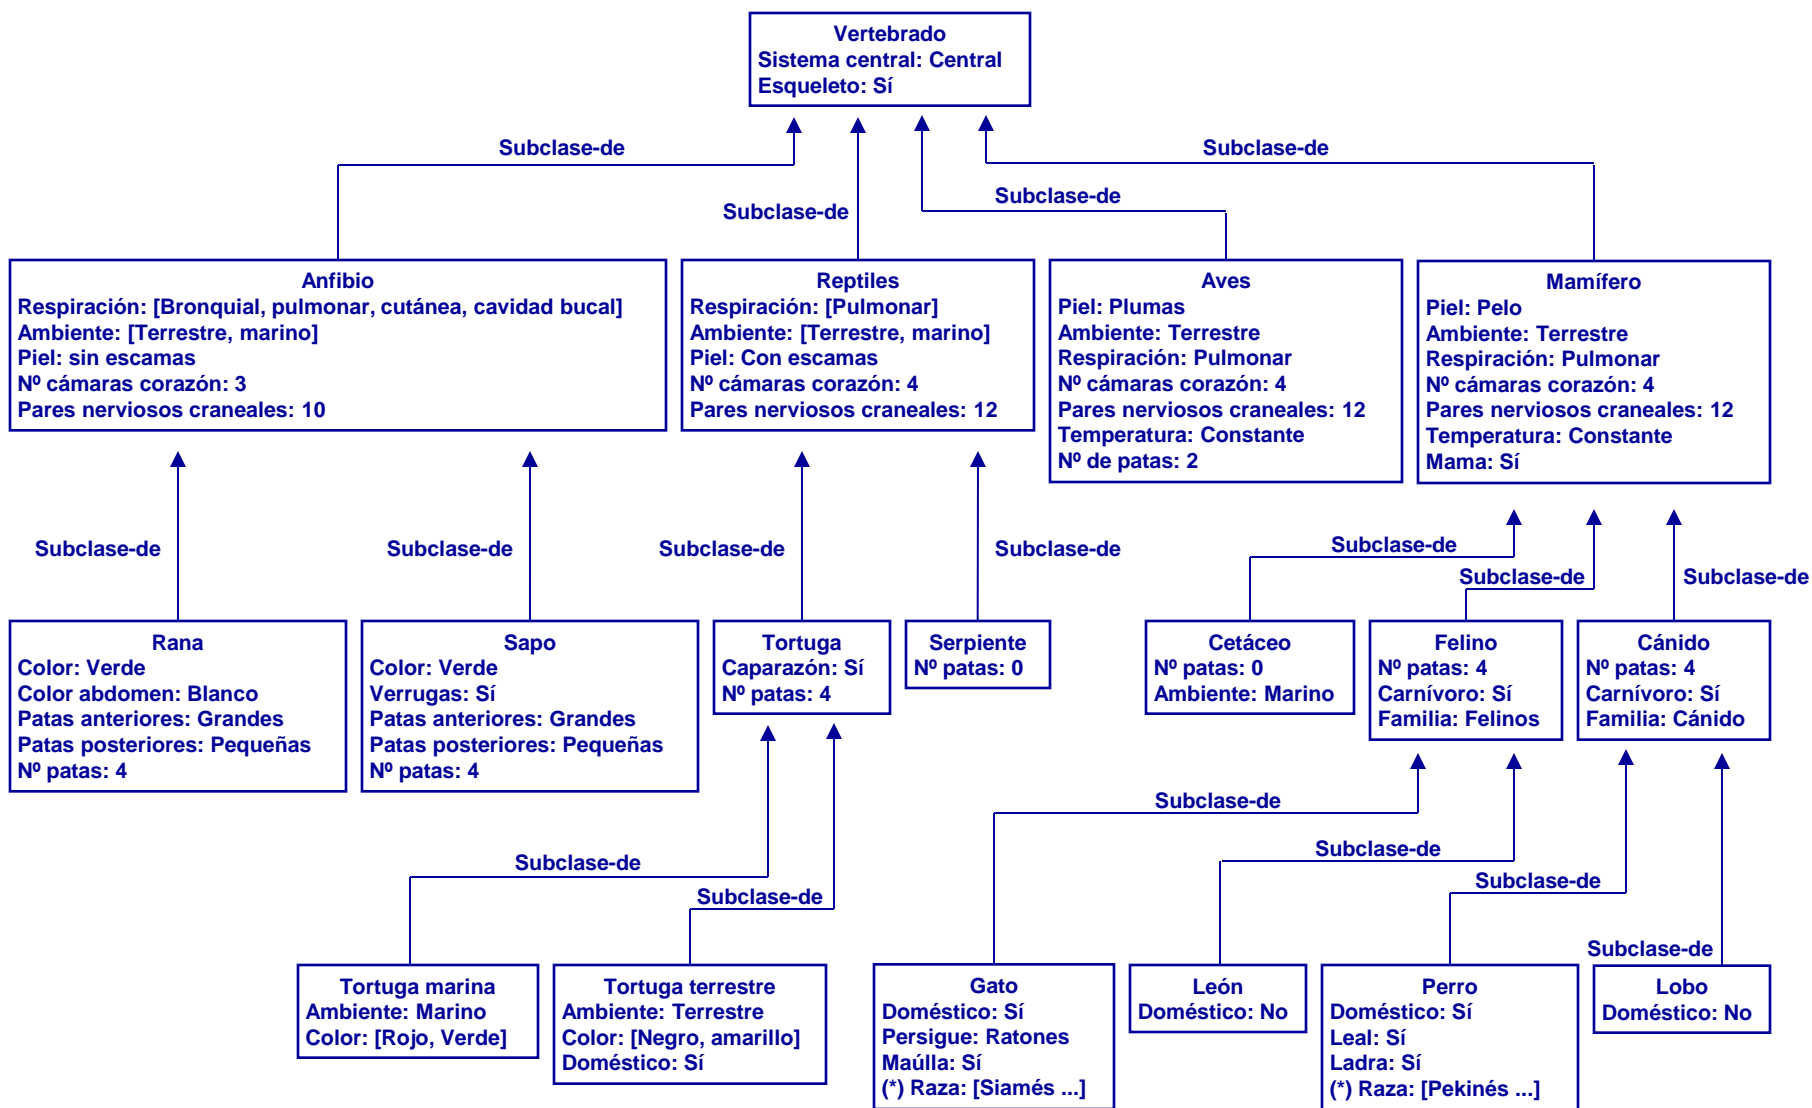 Vertebrado
Sistema central: Central
Esqueleto: Sí
Subclase-de
Subclase-de
Subclase-de
Subclase-de
Anfibio
Respiración: [Bronquial, pulmonar, cutánea, cavidad bucal]
Ambiente: [Terrestre, marino]
Piel: sin escamas
Nº cámaras corazón: 3
Pares nerviosos craneales: 10
Reptiles
Respiración: [Pulmonar]
Ambiente: [Terrestre, marino]
Piel: Con escamas
Nº cámaras corazón: 4
Pares nerviosos craneales: 12
Aves
Piel: Plumas
Ambiente: Terrestre
Respiración: Pulmonar
Nº cámaras corazón: 4
Pares nerviosos craneales: 12
Temperatura: Constante
Nº de patas: 2
Mamífero
Piel: Pelo
Ambiente: Terrestre
Respiración: Pulmonar
Nº cámaras corazón: 4
Pares nerviosos craneales: 12
Temperatura: Constante
Mama: Sí
Subclase-de
Subclase-de
Subclase-de
Subclase-de
Subclase-de
Subclase-de
Subclase-de
Rana
Color: Verde
Color abdomen: Blanco
Patas anteriores: Grandes
Patas posteriores: Pequeñas
Nº patas: 4
Sapo
Color: Verde
Verrugas: Sí
Patas anteriores: Grandes
Patas posteriores: Pequeñas
Nº patas: 4
Tortuga
Caparazón: Sí
Nº patas: 4
Serpiente
Nº patas: 0
Cetáceo
Nº patas: 0
Ambiente: Marino
Felino
Nº patas: 4
Carnívoro: Sí
Familia: Felinos
Cánido
Nº patas: 4
Carnívoro: Sí
Familia: Cánido
Subclase-de
Subclase-de
Subclase-de
Subclase-de
Subclase-de
Subclase-de
Tortuga marina
Ambiente: Marino
Color: [Rojo, Verde]
Tortuga terrestre
Ambiente: Terrestre
Color: [Negro, amarillo]
Doméstico: Sí
Gato
Doméstico: Sí
Persigue: Ratones
Maúlla: Sí
(*) Raza: [Siamés ...]
León
Doméstico: No
Perro
Doméstico: Sí
Leal: Sí
Ladra: Sí
(*) Raza: [Pekinés ...]
Lobo
Doméstico: No